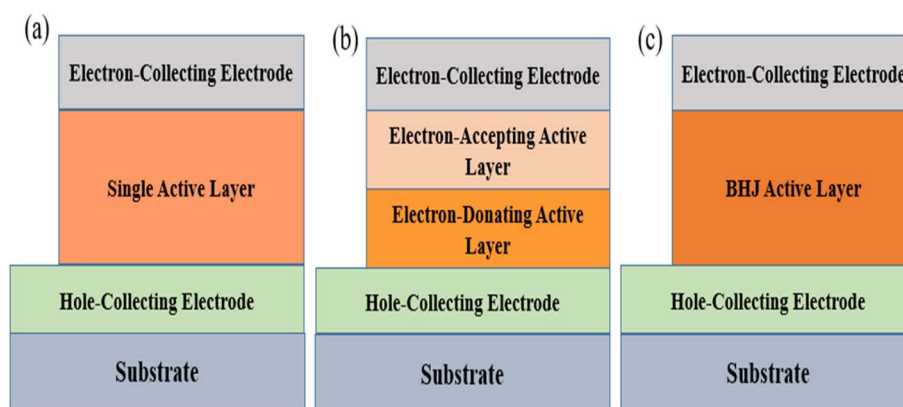 (a)
Electron-Collecting Electrode
Single Active Layer
Hole-Collecting Electrode
Substrate
(b)
Electron-Collecting Electrode
Electron-Accepting Active
Layer
Electron-Donating Active
Layer
Hole-Collecting Electrode
Substrate
(c)
Electron-Collecting Electrode
BHJ Active Layer
Hole-Collecting Electrode
Substrate